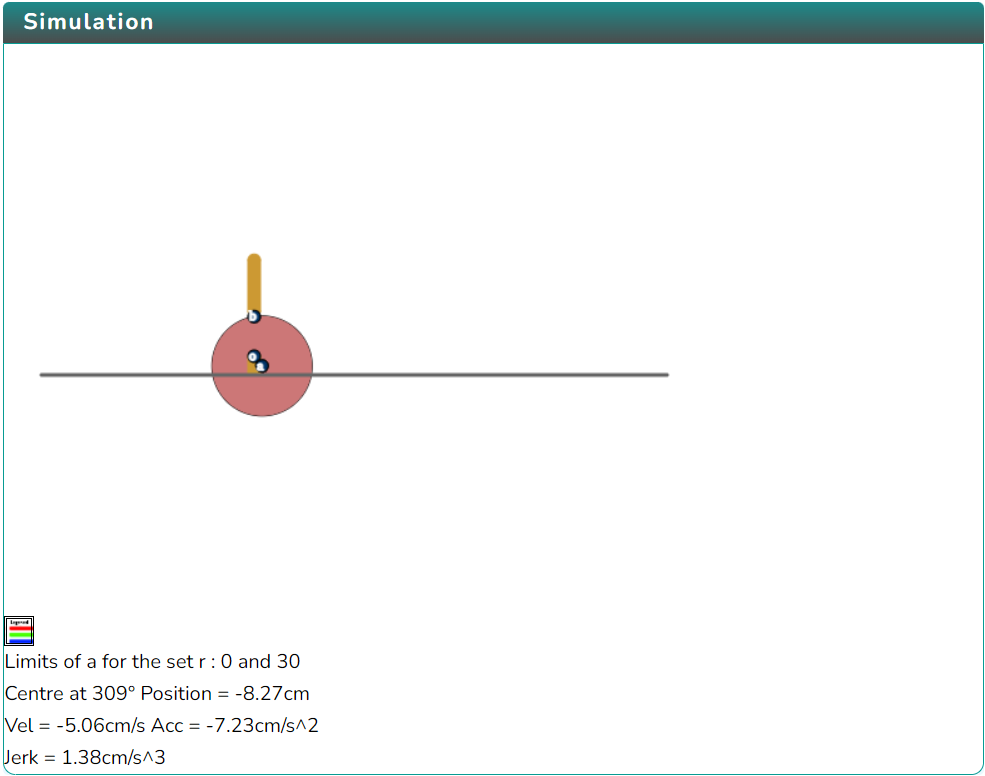 Simulation
b
Legend
Limits of a for the set r : 0 and 30
Centre at 309° Position = -8.27cm
Vel = -5.06cm/s Acc = -7.23cm/s^2
Jerk = 1.38cm/s^3